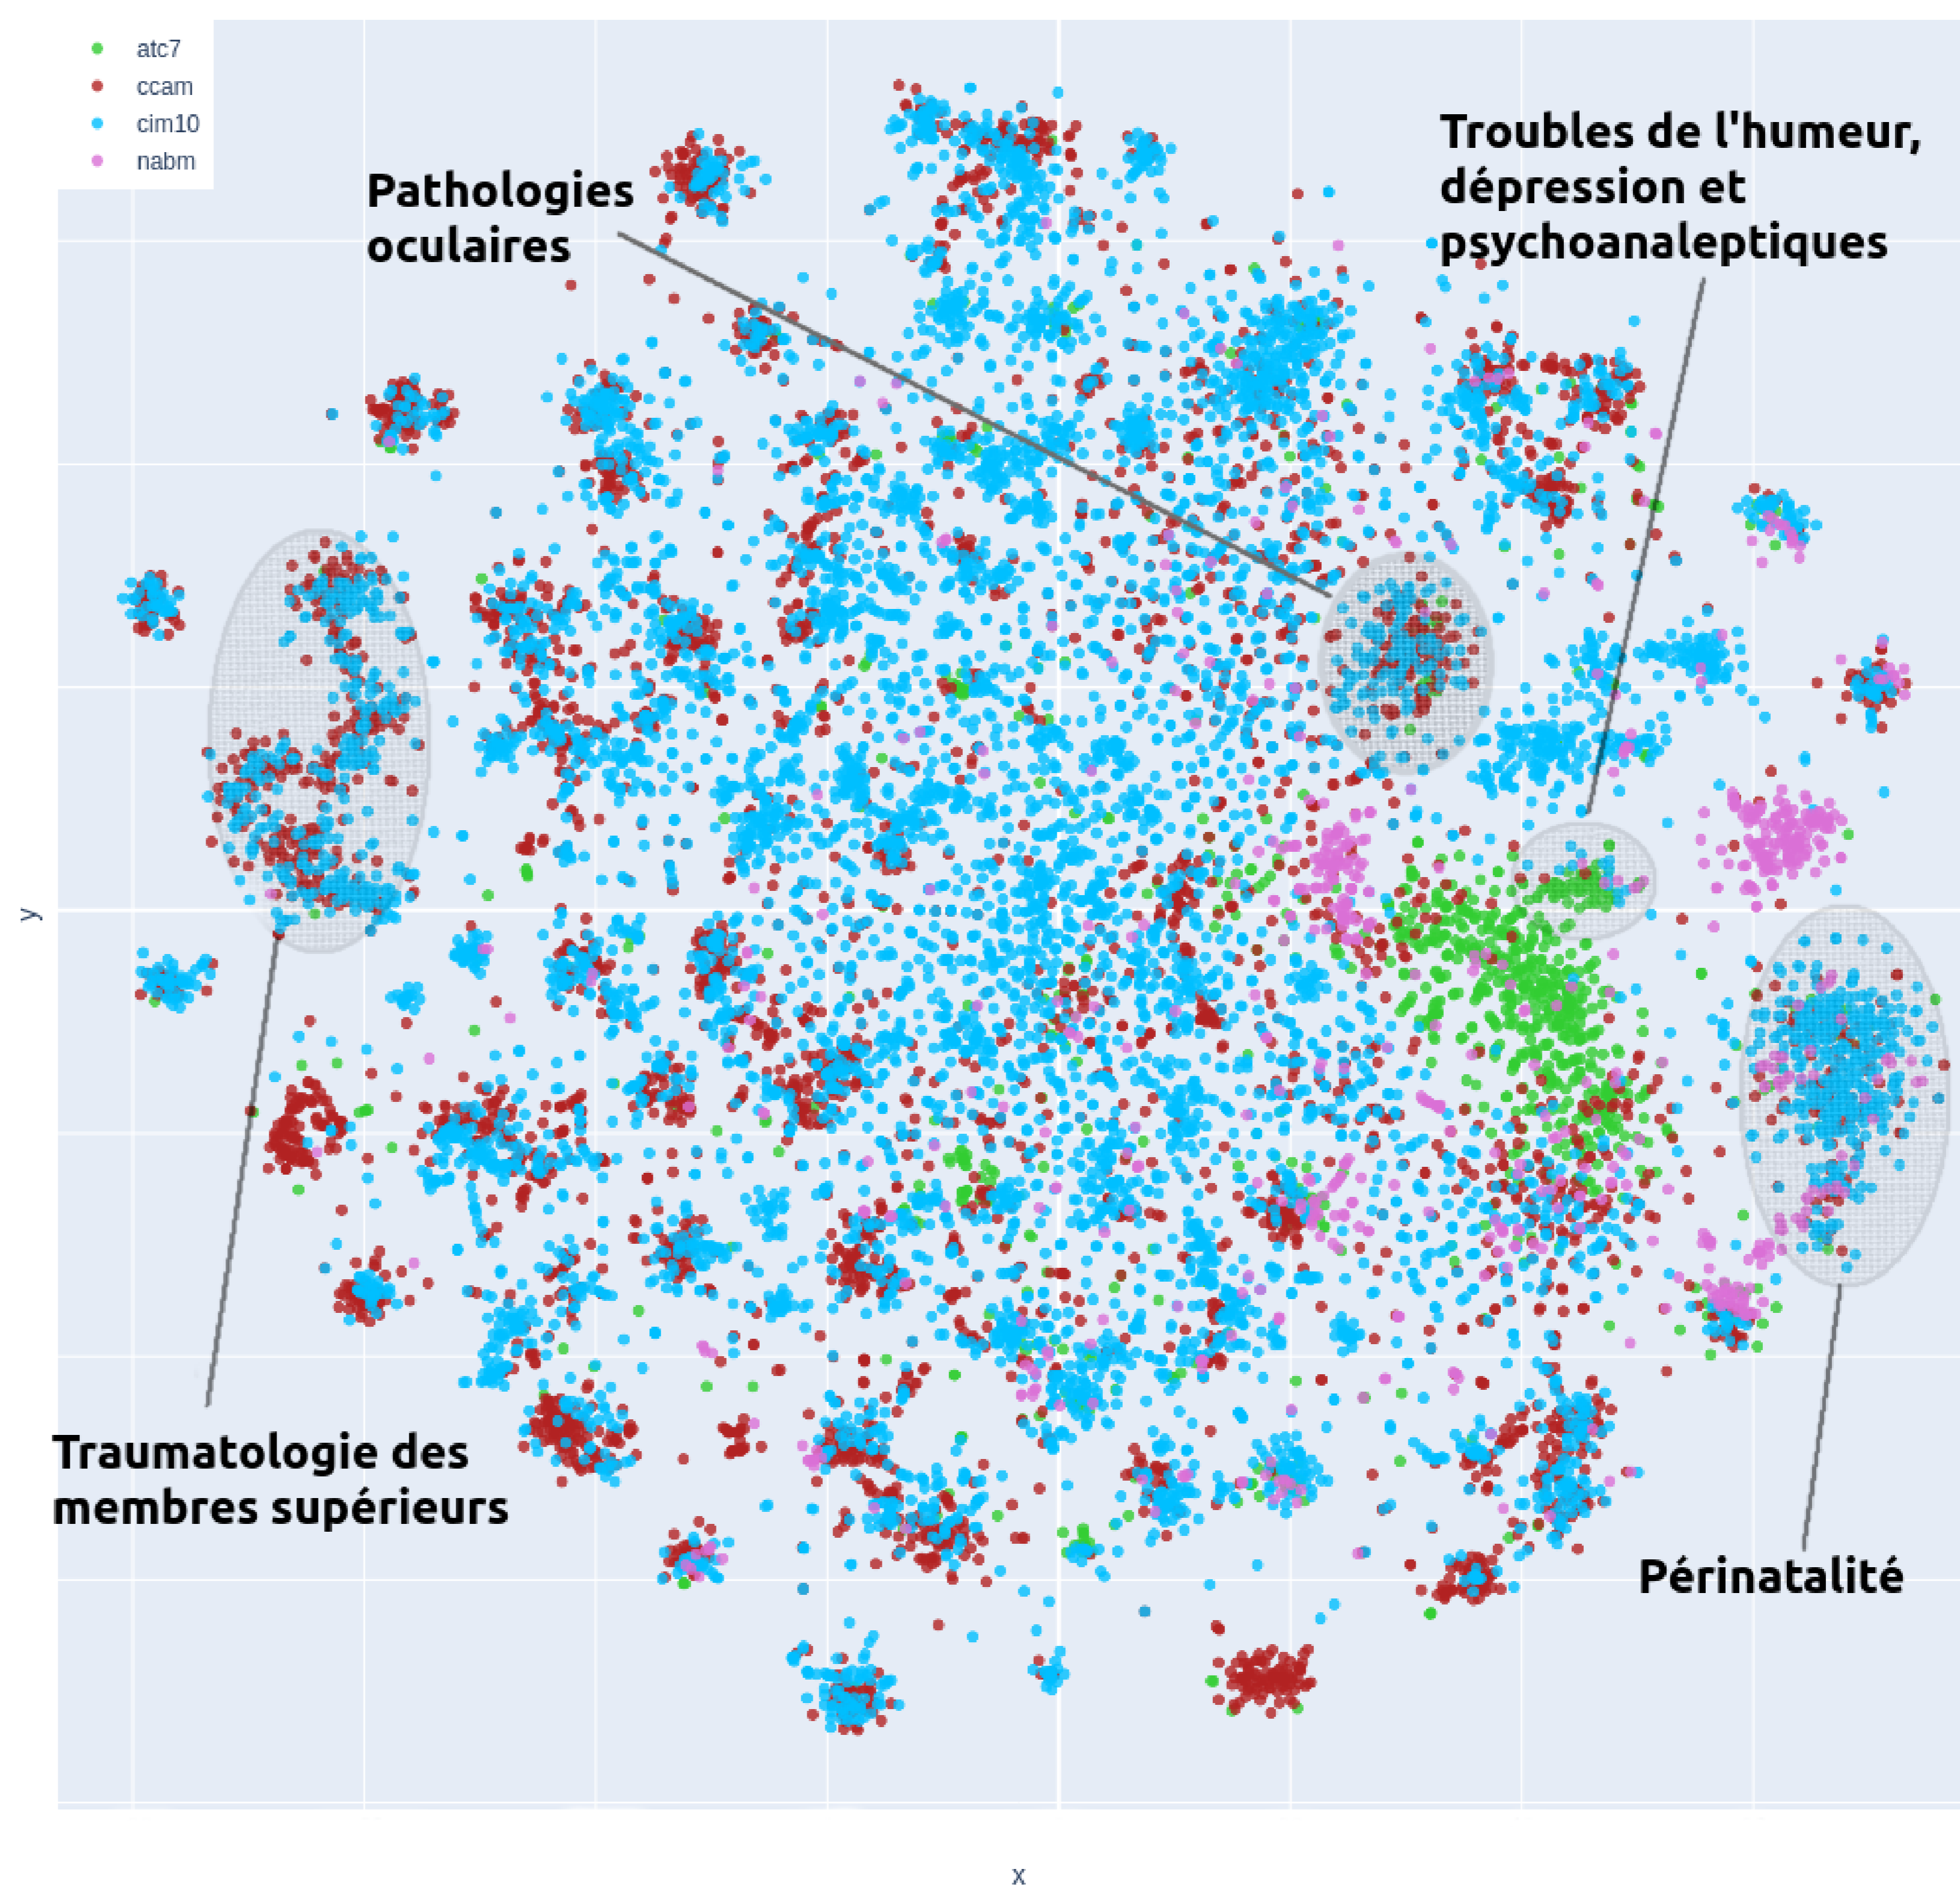 atc7
ccam
cim10
nabm
Pathologies
oculaires
Troubles de l'humeur,
dépression et
psychoanaleptiques
y
Traumatologie des
membres supérieurs
Périnatalité
x